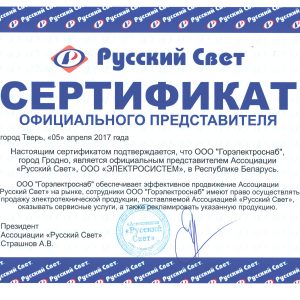 Русский Свет
СЕРТИФИКАТ
ОФИЦИАЛЬНОГО ПРЕДСТАВИТЕЛЯ
город Тверь, «05» апреля 2017 года
Настоящим сертификатом подтверждается, что ООО "Горэлектроснаб",
город Гродно, является официальным представителем Ассоциации
«Русский Свет», ООО «ЭЛЕКТРОСИСТЕМ», в Республике Беларусь.
ООО "Горэлектроснаб" обеспечивает эффективное продвижение Ассоциации
«Русский Свет» на рынке, сотрудники ООО "Горэлектроснаб" имеют право осуществлять
продажу электротехнической продукции, поставляемой Ассоциацией «Русский Свет»,
оказывать сервисные услуги, а также рекламировать указанную продукцию.
Президент
Ассоциации «Русский Свет»
Страшнов А.В.
«Русский
Свет»